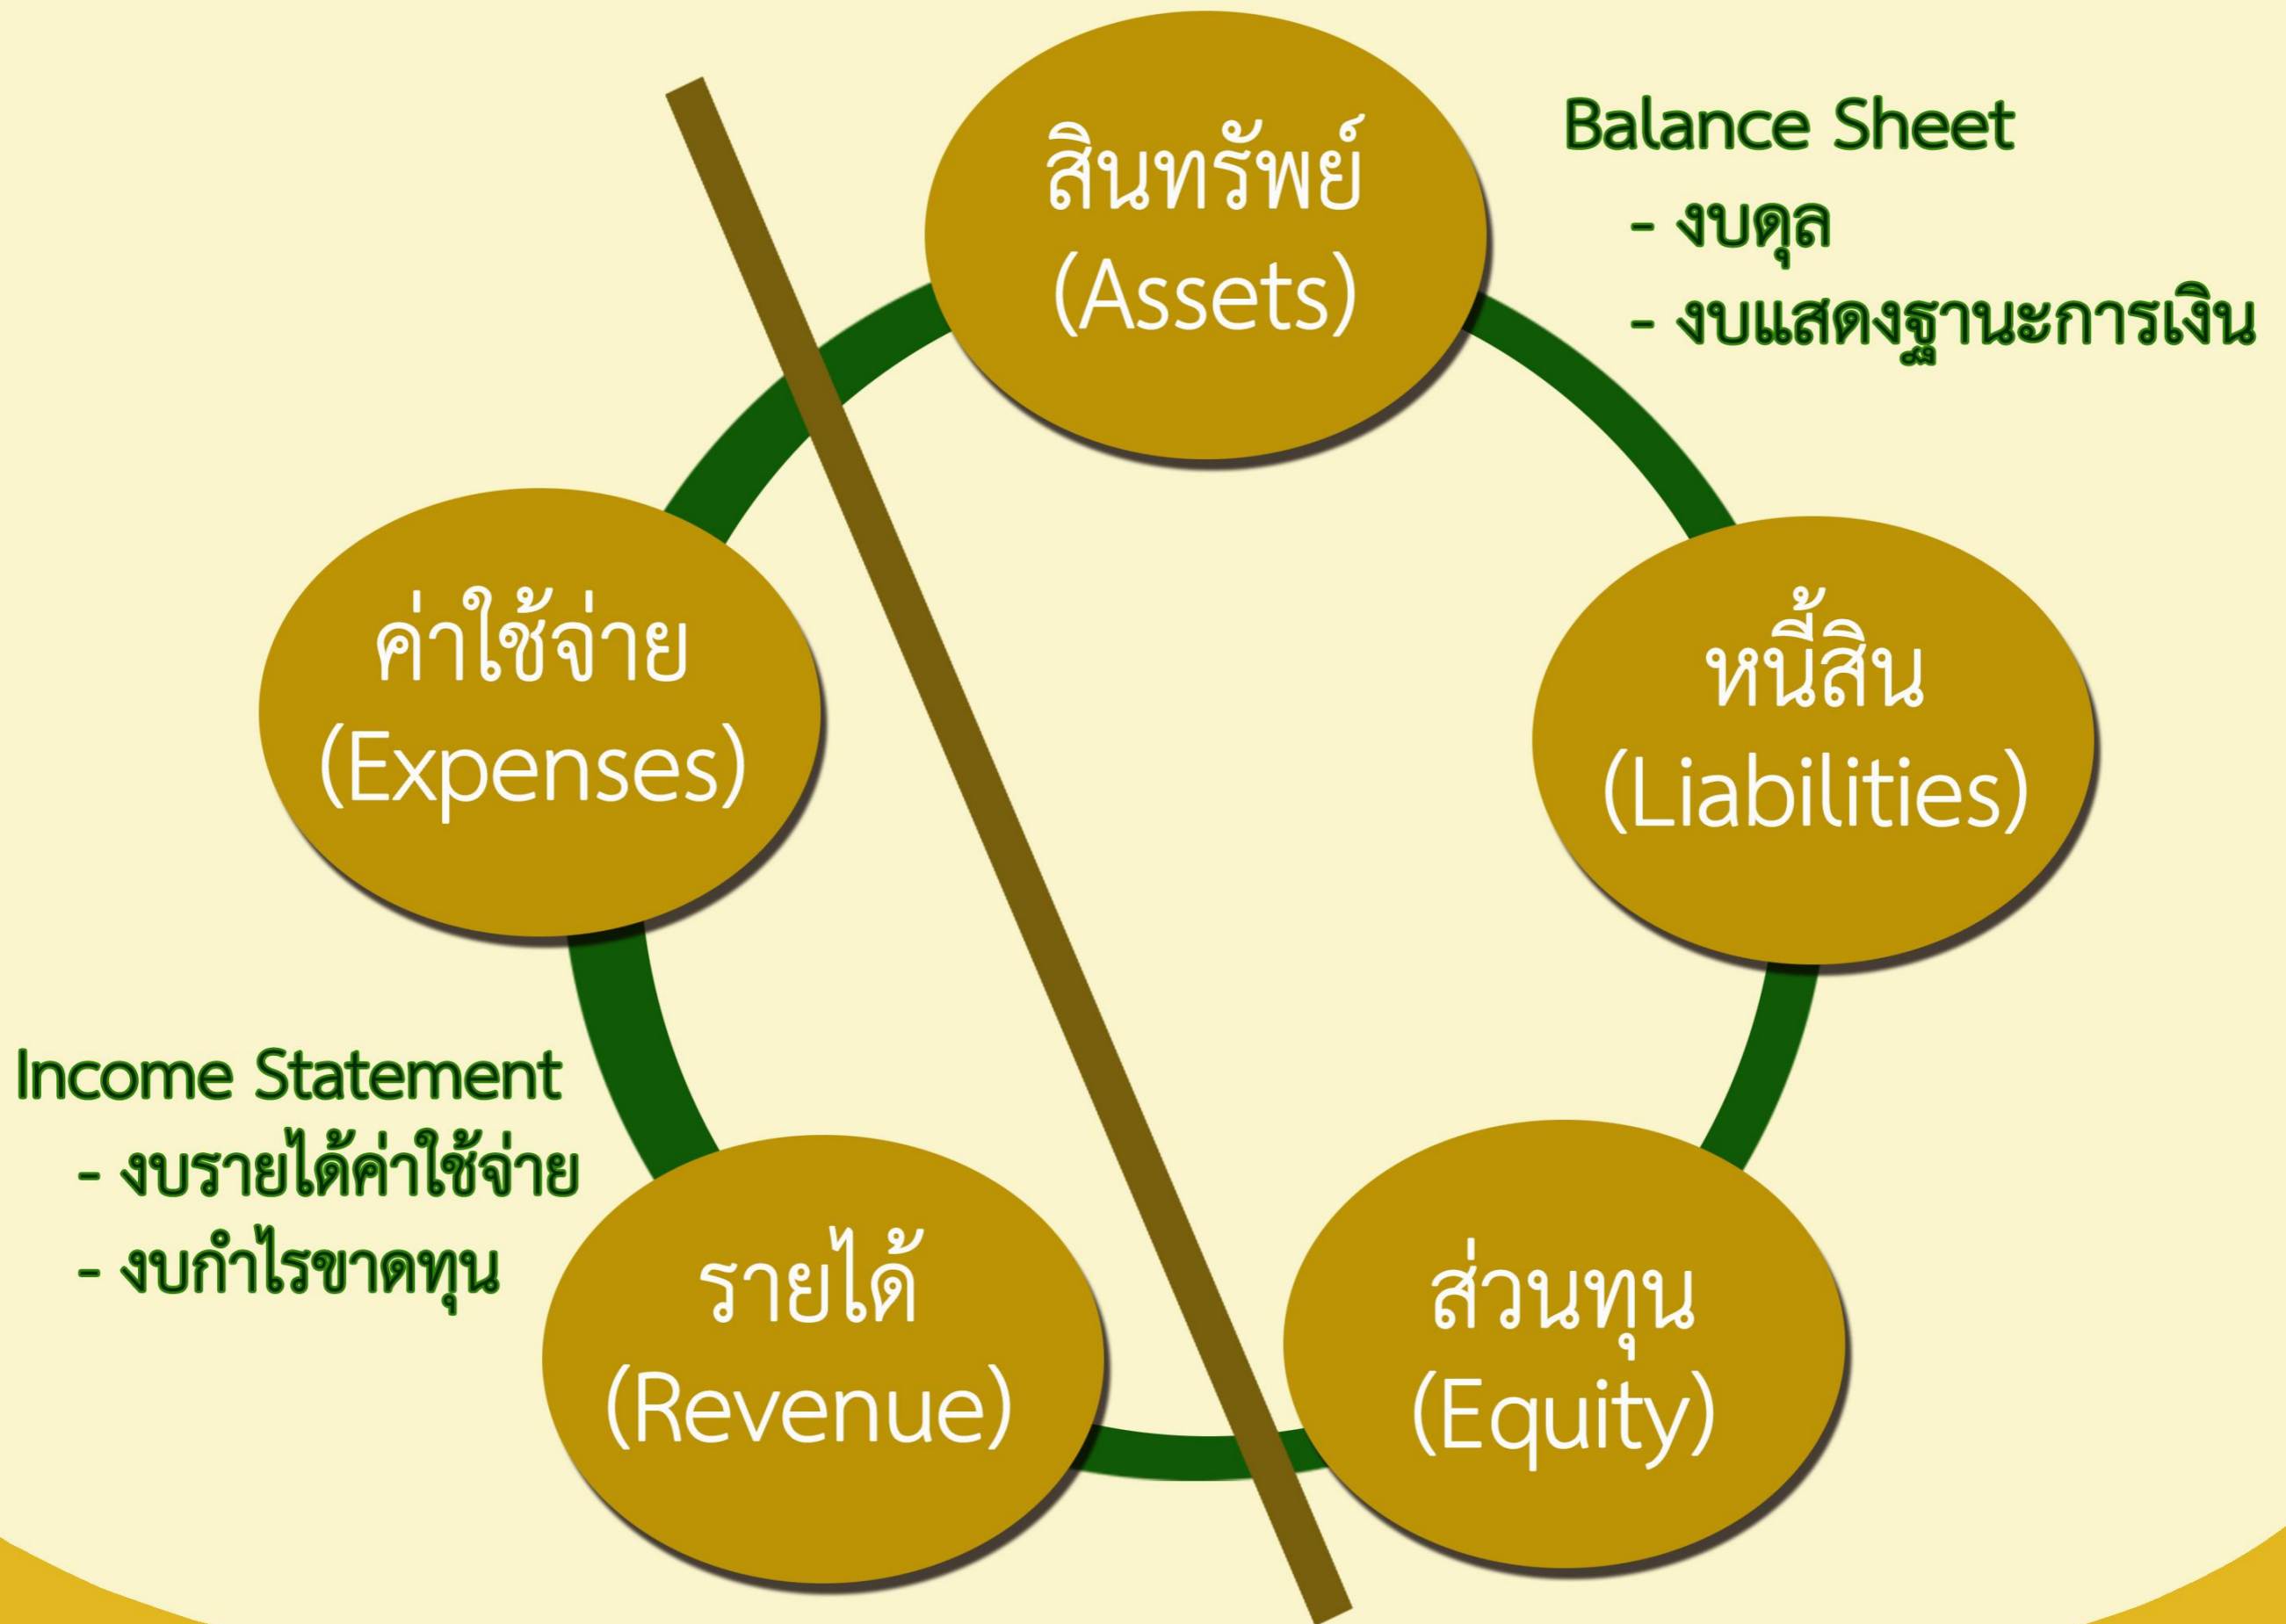 สินทรัพย์
(Assets)
Balance Sheet
- งบดุล
- งบแสดงฐานะการเงิน
ค่าใช้จ่าย
(Expenses)
หนี้สิน
(Liabilities)
Income Statement
- งบรายได้ค่าใช้จ่าย
- งบกำไรขาดทุน
รายได้
(Revenue)
ส่วนทุน
(Equity)